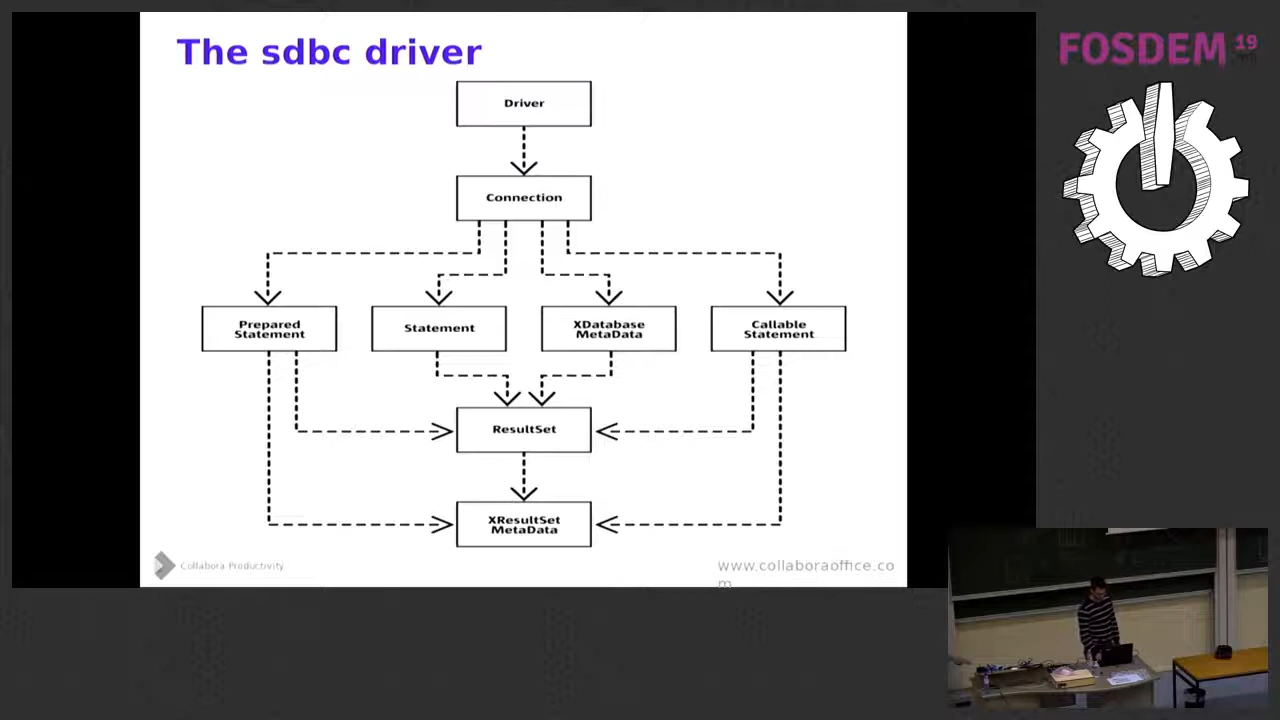 The sdbc driver
Driver
Connection
Prepared
Statement
Statement
XDatabase
MetaData
Callable
Statement
ResultSet
XResultSet
MetaData
Collabora Productivity
www.collaboraoffice.co
m
FOSDEM 19